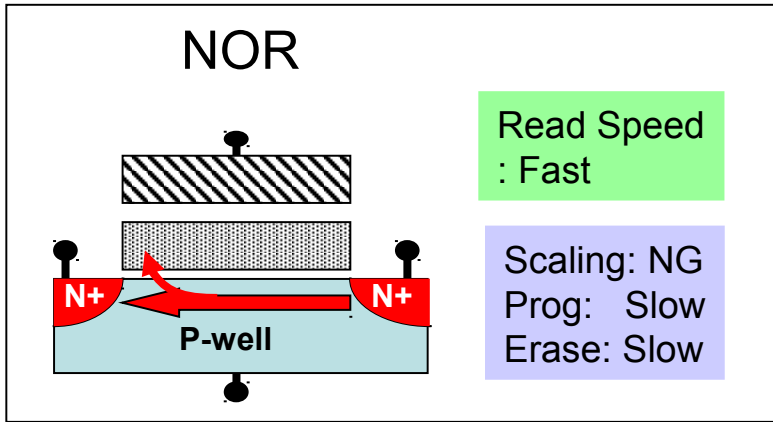 NOR
Read Speed
: Fast
N+
N+
P-well
Scaling: NG
Prog: Slow
Erase: Slow